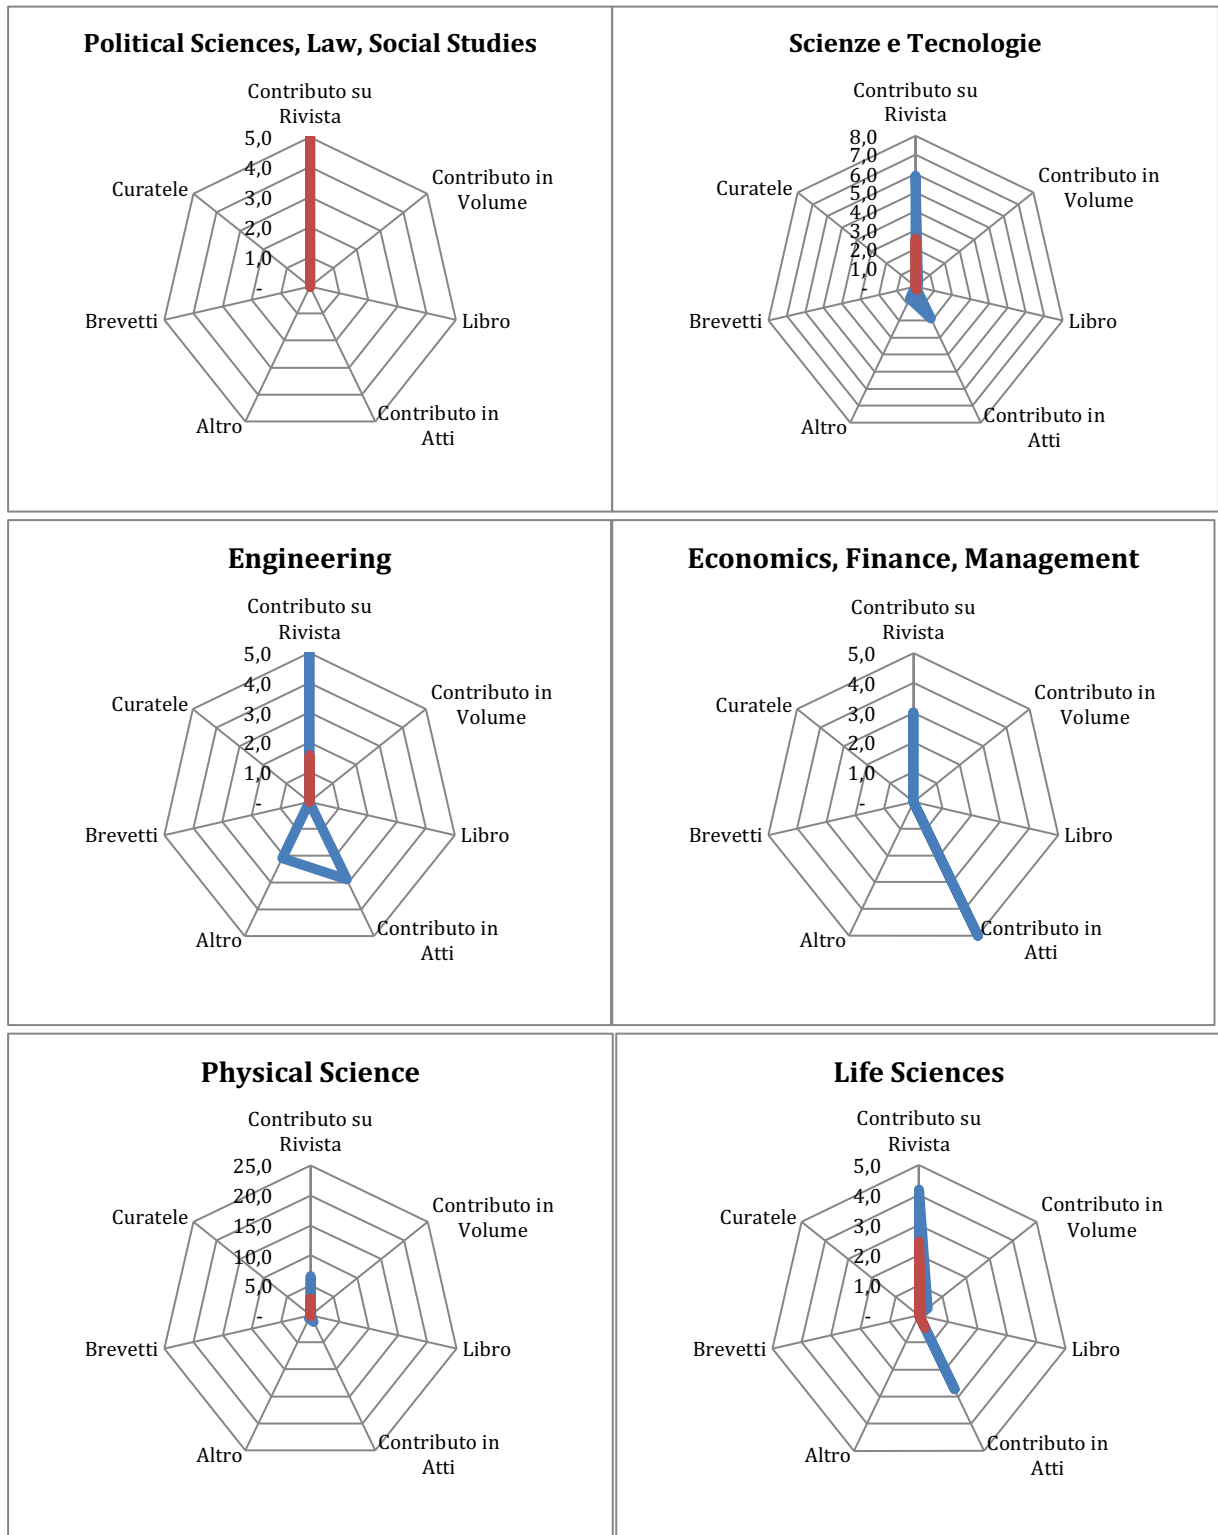 Political Sciences, Law, Social Studies
Contributo su
Rivista
5,0
4,0
3,0
2,0
1,0
-
Contributo in
Volume
Libro
Contributo in
Atti
Altro
Brevetti
Curatele
Scienze e Tecnologie
Contributo su
Rivista
8,0
7,0
6,0
5,0
4,0
3,0
2,0
1,0
-
Contributo in
Volume
Libro
Contributo in
Atti
Altro
Brevetti
Curatele
Engineering
Contributo su
Rivista
5,0
4,0
3,0
2,0
1,0
-
Contributo in
Volume
Libro
Contributo in
Atti
Altro
Brevetti
Curatele
Economics, Finance, Management
Contributo su
Rivista
5,0
4,0
3,0
2,0
1,0
-
Contributo in
Volume
Libro
Contributo in
Atti
Altro
Brevetti
Curatele
Physical Science
Contributo su
Rivista
25,0
20,0
15,0
10,0
5,0
-
Contributo in
Volume
Libro
Contributo in
Atti
Altro
Brevetti
Curatele
Life Sciences
Contributo su
Rivista
5,0
4,0
3,0
2,0
1,0
-
Contributo in
Volume
Libro
Contributo in
Atti
Altro
Brevetti
Curatele